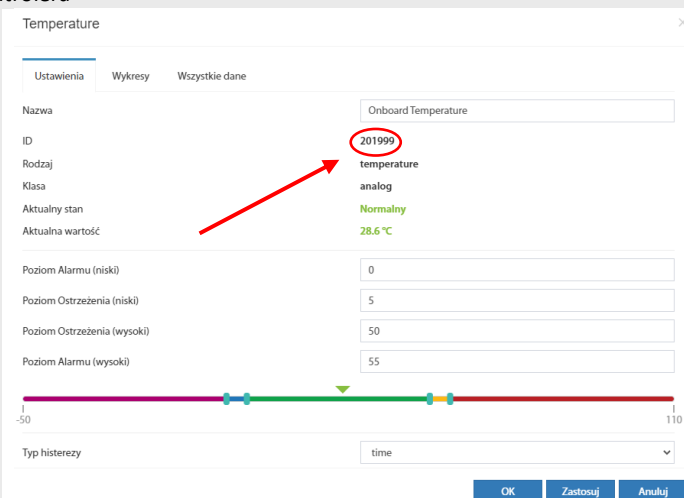 Temperature
Ustawienia Wykresy Wszystkie dane
Nazwa Onboard Temperature
ID 201999
Rodzaj temperature
Klasa analog
Aktualny stan Normalny
Aktualna wartość 28.6 °C
Poziom Alarmu (niski) 0
Poziom Ostrzeżenia (niski) 5
Poziom Ostrzeżenia (wysoki) 50
Poziom Alarmu (wysoki) 55
-50 110
Typ histerezy time
OK Zastosuj Anuluj